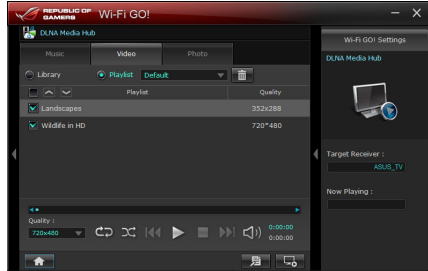 REPUBLIC OF GAMERS Wi-Fi GO!
DLNA Media Hub
Music Video Photo
Library Playlist Default
Playlist Quality
Landscapes 352x288
Wildlife in HD 720*480
Quality :
720x480
0:00:00
0:00:00
Wi-Fi GO! Settings
DLNA Media Hub
Target Receiver :
ASUS_TV
Now Playing :